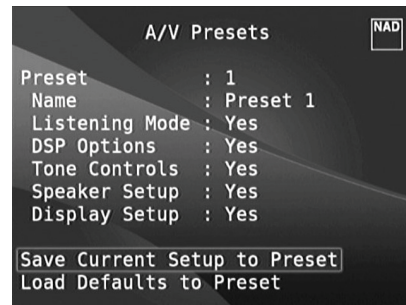 A/V Presets
NAD
Preset : 1
Name : Preset 1
Listening Mode : Yes
DSP Options : Yes
Tone Controls : Yes
Speaker Setup : Yes
Display Setup : Yes
Save Current Setup to Preset
Load Defaults to Preset